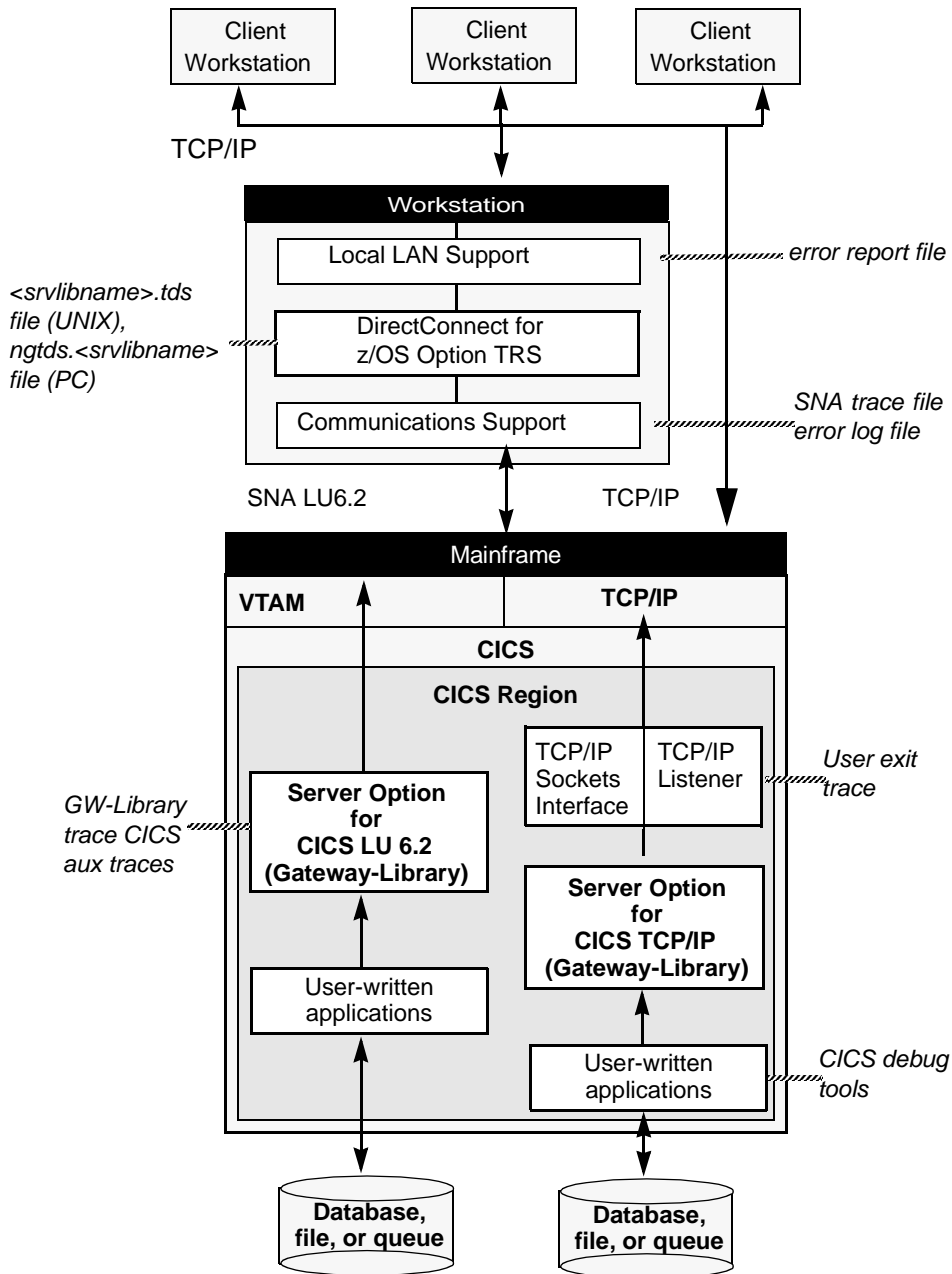 Client
Workstation
Client
Workstation
Client
Workstation
TCP/IP
Workstation
Local LAN Support
error report file
<srvlibname>.tds
file (UNIX),
ngtds.<srvlibname>
file (PC)
DirectConnect for
z/OS Option TRS
Communications Support
SNA trace file
error log file
SNA LU6.2
TCP/IP
Mainframe
VTAM
TCP/IP
CICS
CICS Region
TCP/IP
Sockets
Interface
TCP/IP
Listener
User exit
trace
GW-Library
trace CICS
aux traces
Server Option
for
CICS LU 6.2
(Gateway-Library)
Server Option
for
CICS TCP/IP
(Gateway-Library)
User-written
applications
User-written
applications
CICS debug
tools
Database,
file, or queue
Database,
file, or queue